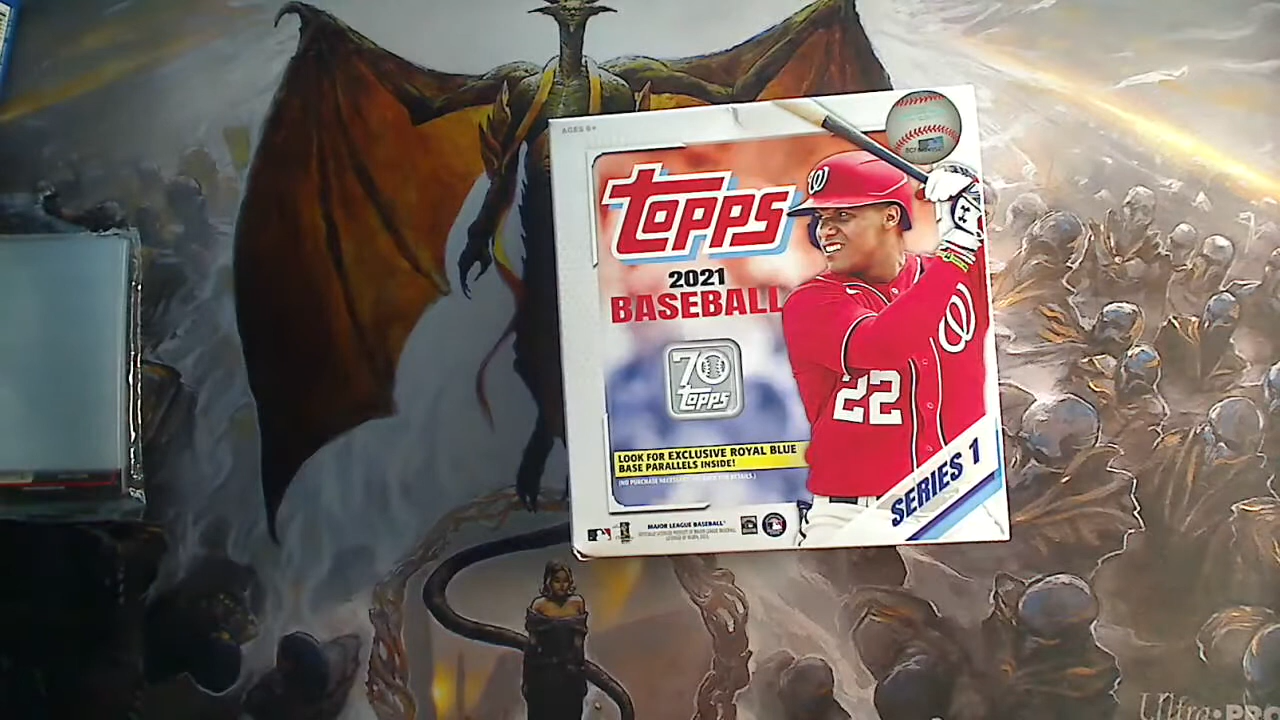 AGES 6+
TOPPS
2021
BASEBALL
70
TOPPS
LOOK FOR EXCLUSIVE ROYAL BLUE
BASE PARALLELS INSIDE!
22
SERIES 1
MAJOR LEAGUE BASEBALL
Ultra PRO